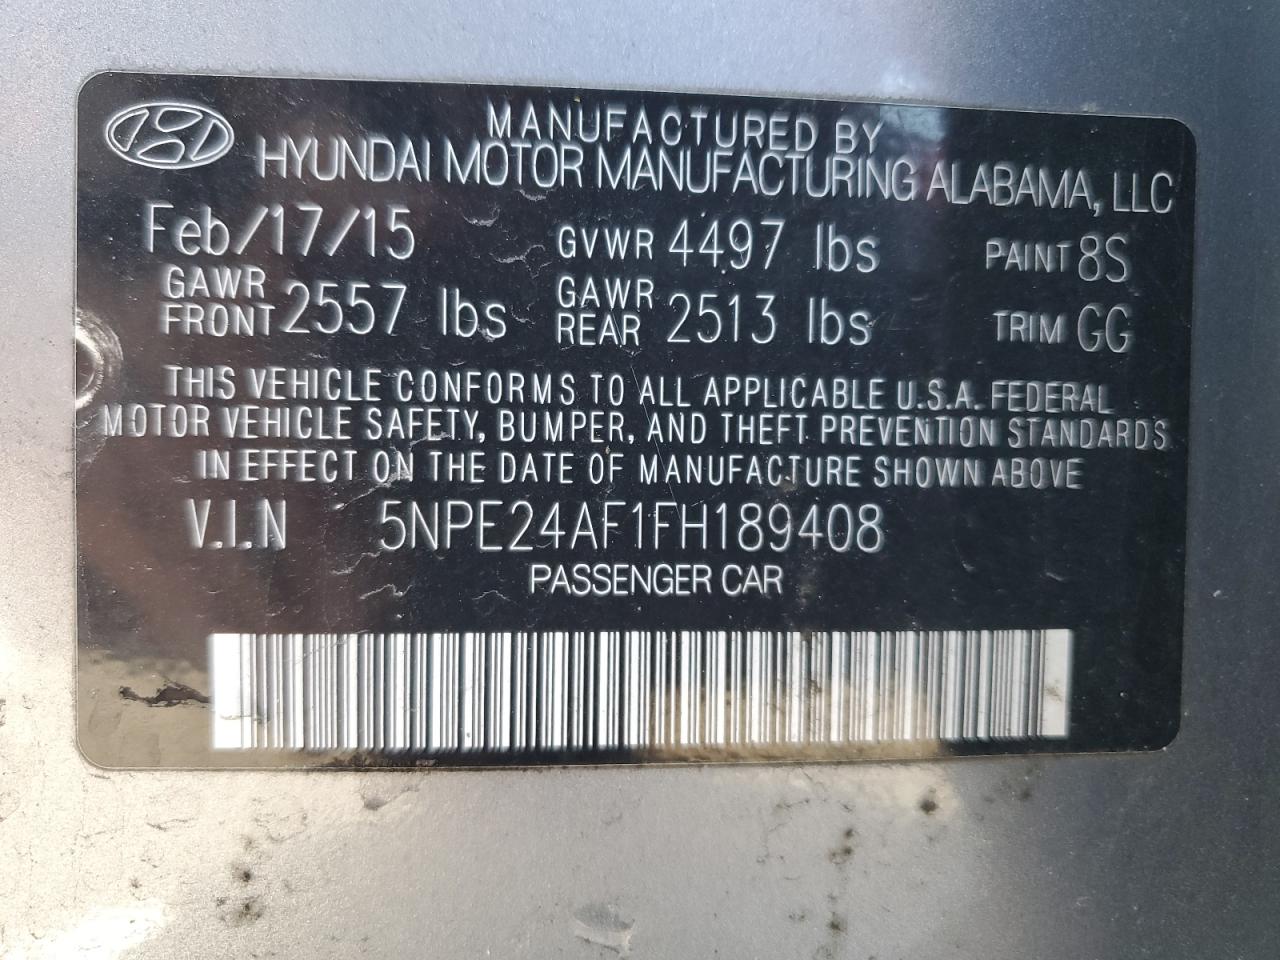 MANUFACTURED BY
HYUNDAI MOTOR MANUFACTURING ALABAMA, LLC
Feb/17/15 GVWR 4497 lbs PAINT 8S
GAWR FRONT 2557 lbs GAWR REAR 2513 lbs TRIM GG
THIS VEHICLE CONFORMS TO ALL APPLICABLE U.S.A. FEDERAL
MOTOR VEHICLE SAFETY, BUMPER, AND THEFT PREVENTION STANDARDS
IN EFFECT ON THE DATE OF MANUFACTURE SHOWN ABOVE
V.I.N 5NPE24AF1FH189408
PASSENGER CAR